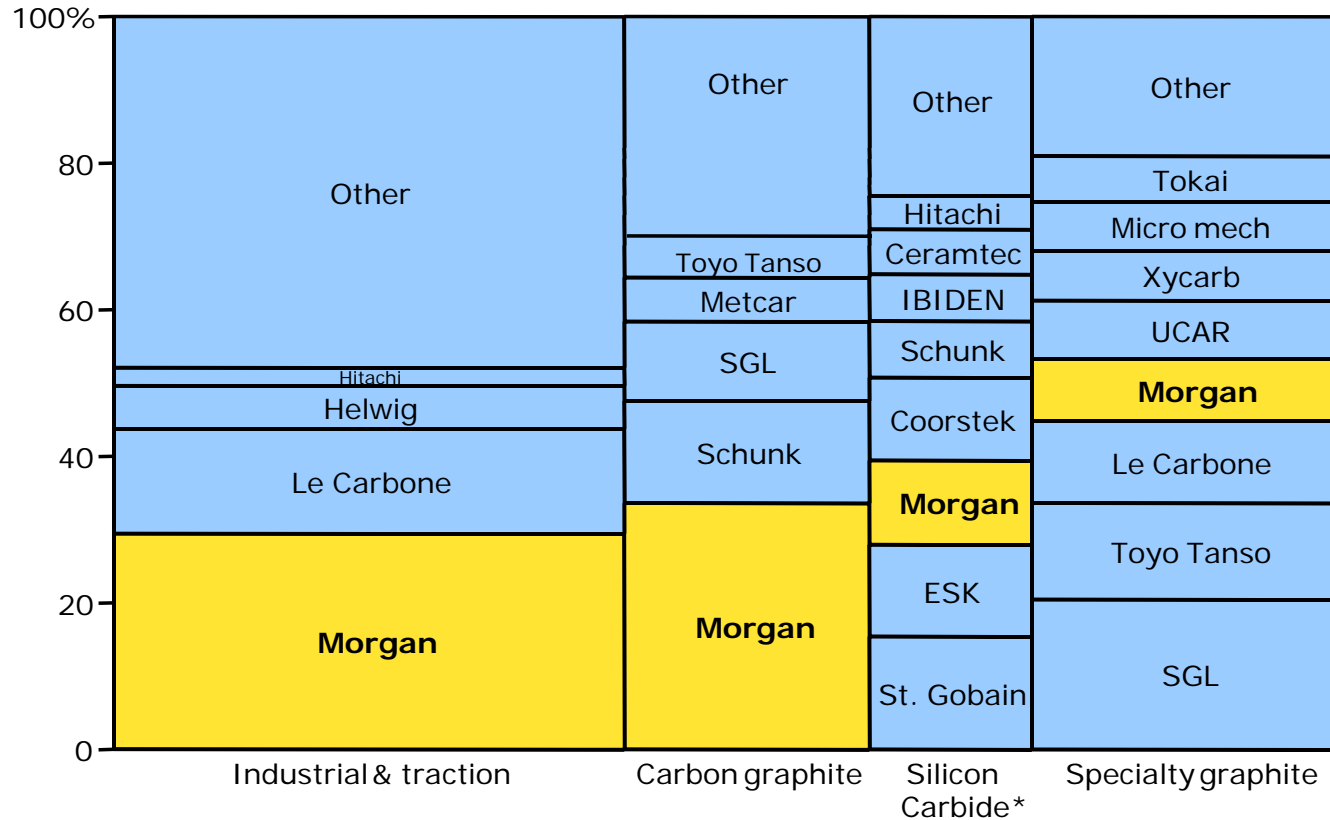 100%
80
60
40
20
0
Other
Hitachi
Helwig
Le Carbone
Morgan
Industrial & traction
Other
Toyo Tanso
Metcar
SGL
Schunk
Morgan
Carbon graphite
Other
Hitachi
Ceramtec
IBIDEN
Schunk
Coorstek
Morgan
ESK
St. Gobain
Silicon
Carbide*
Other
Tokai
Micro mech
Xycarb
UCAR
Morgan
Le Carbone
Toyo Tanso
SGL
Specialty graphite